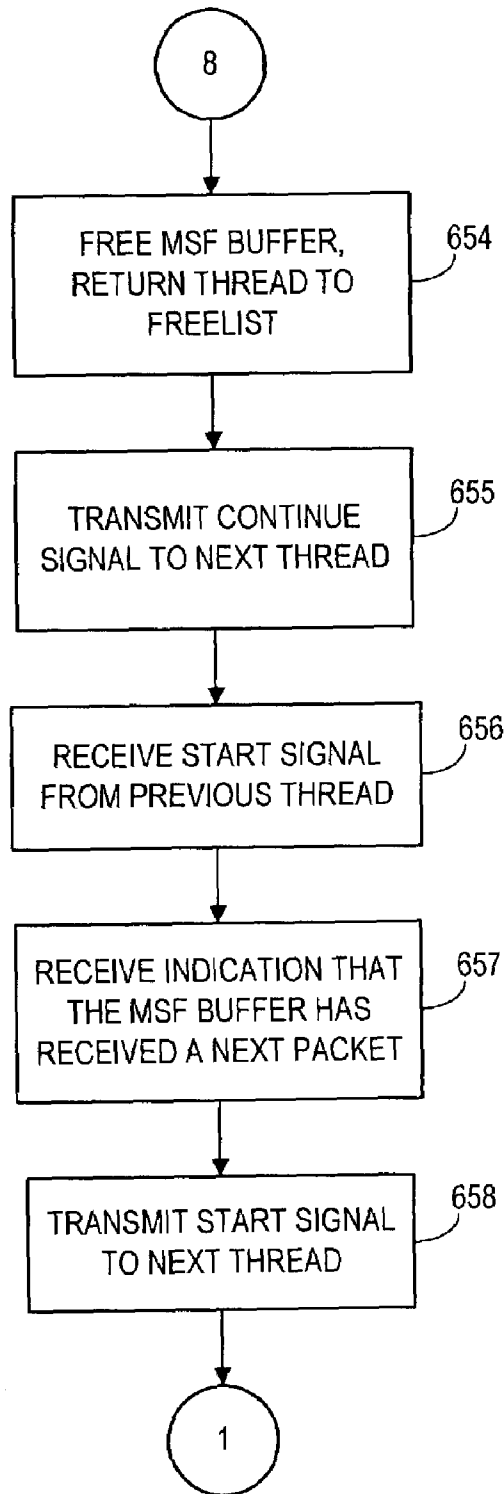 8
FREE MSF BUFFER,
RETURN THREAD TO
FREELIST
654
TRANSMIT CONTINUE
SIGNAL TO NEXT THREAD
655
RECEIVE START SIGNAL
FROM PREVIOUS THREAD
656
RECEIVE INDICATION THAT
THE MSF BUFFER HAS
RECEIVED A NEXT PACKET
657
TRANSMIT START SIGNAL
TO NEXT THREAD
658
1